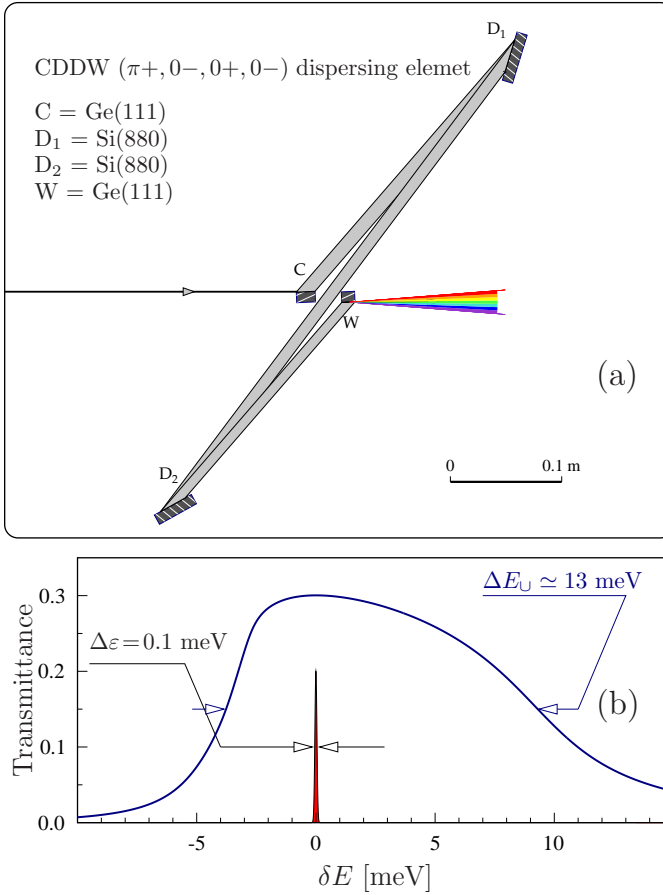 D₁
CDDW (π+, 0−, 0+, 0−) dispersing elemet
C = Ge(111)
D₁ = Si(880)
D₂ = Si(880)
W = Ge(111)
C
W
(a)
D₂
0 0.1 m
ΔE∪ ≃ 13 meV
Δε=0.1 meV
(b)
Transmittance
0.3
0.2
0.1
0.0
-5 0 5 10
δE [meV]